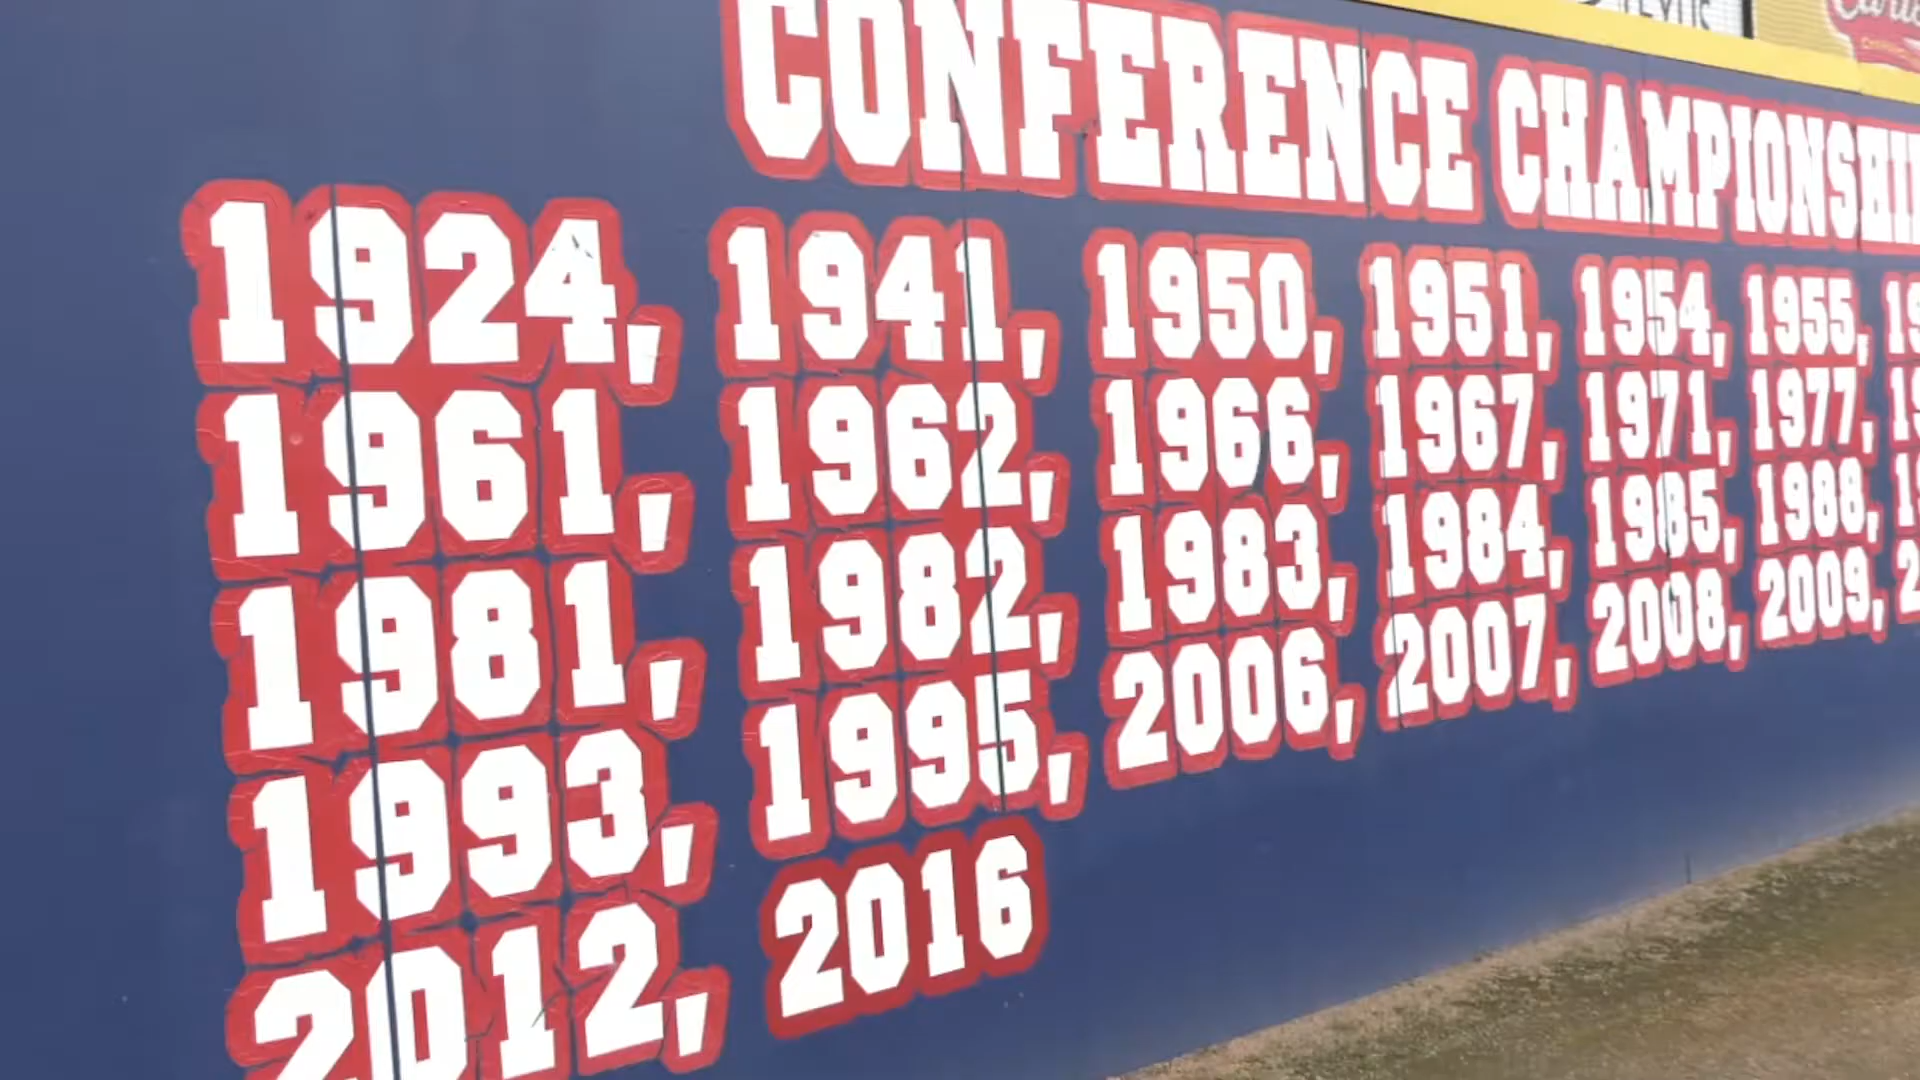 CONFERENCE CHAMPIONSHI
1924, 1941, 1950, 1951, 1954, 1955,
1961, 1962, 1966, 1967, 1971, 1977,
1981, 1982, 1983, 1984, 1985, 1988,
1993, 1995, 2006, 2007, 2008, 2009,
2012, 2016